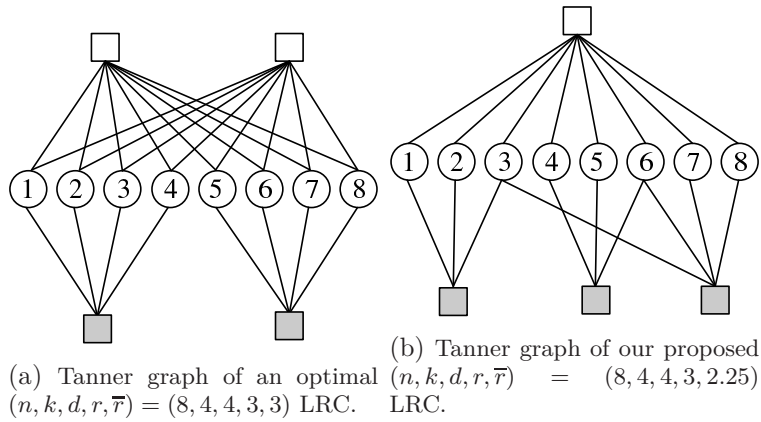 1 2 3 4 5 6 7 8
(a) Tanner graph of an optimal
(n, k, d, r, r̅) = (8, 4, 4, 3, 3) LRC.
1 2 3 4 5 6 7 8
(b) Tanner graph of our proposed
(n, k, d, r, r̅) = (8, 4, 4, 3, 2.25)
LRC.